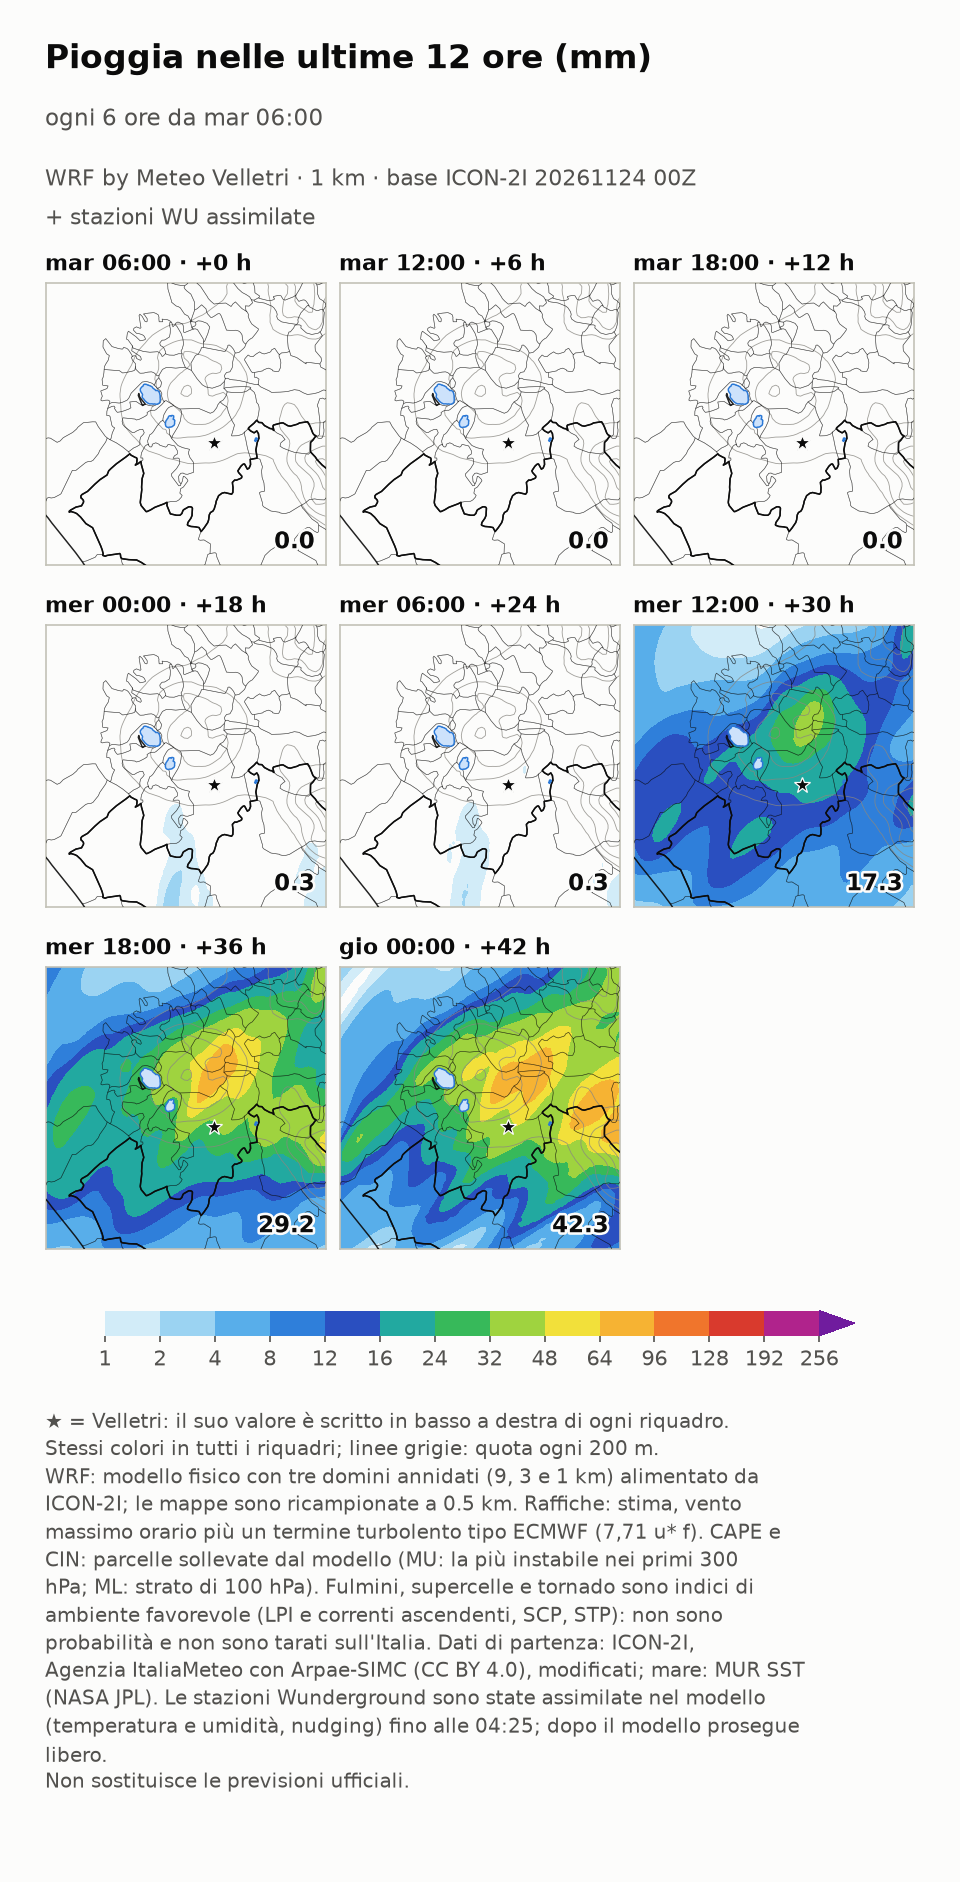 Pioggia nelle ultime 12 ore (mm)
ogni 6 ore da mar 06:00
WRF by Meteo Velletri · 1 km · base ICON-2I 20261124 00Z
+ stazioni WU assimilate
mar 06:00 · +0 h
mar 12:00 · +6 h
mar 18:00 · +12 h
0.0
0.0
0.0
mer 00:00 · +18 h
mer 06:00 · +24 h
mer 12:00 · +30 h
0.3
0.3
17.3
mer 18:00 · +36 h
gio 00:00 · +42 h
29.2
42.3
1 2 4 8 12 16 24 32 48 64 96 128 192 256
★ = Velletri: il suo valore è scritto in basso a destra di ogni riquadro.
Stessi colori in tutti i riquadri; linee grigie: quota ogni 200 m.
WRF: modello fisico con tre domini annidati (9, 3 e 1 km) alimentato da
ICON-2I; le mappe sono ricampionate a 0.5 km. Raffiche: stima, vento
massimo orario più un termine turbolento tipo ECMWF (7,71 u* f). CAPE e
CIN: parcelle sollevate dal modello (MU: la più instabile nei primi 300
hPa; ML: strato di 100 hPa). Fulmini, supercelle e tornado sono indici di
ambiente favorevole (LPI e correnti ascendenti, SCP, STP): non sono
probabilità e non sono tarati sull'Italia. Dati di partenza: ICON-2I,
Agenzia ItaliaMeteo con Arpae-SIMC (CC BY 4.0), modificati; mare: MUR SST
(NASA JPL). Le stazioni Wunderground sono state assimilate nel modello
(temperatura e umidità, nudging) fino alle 04:25; dopo il modello prosegue
libero.
Non sostituisce le previsioni ufficiali.